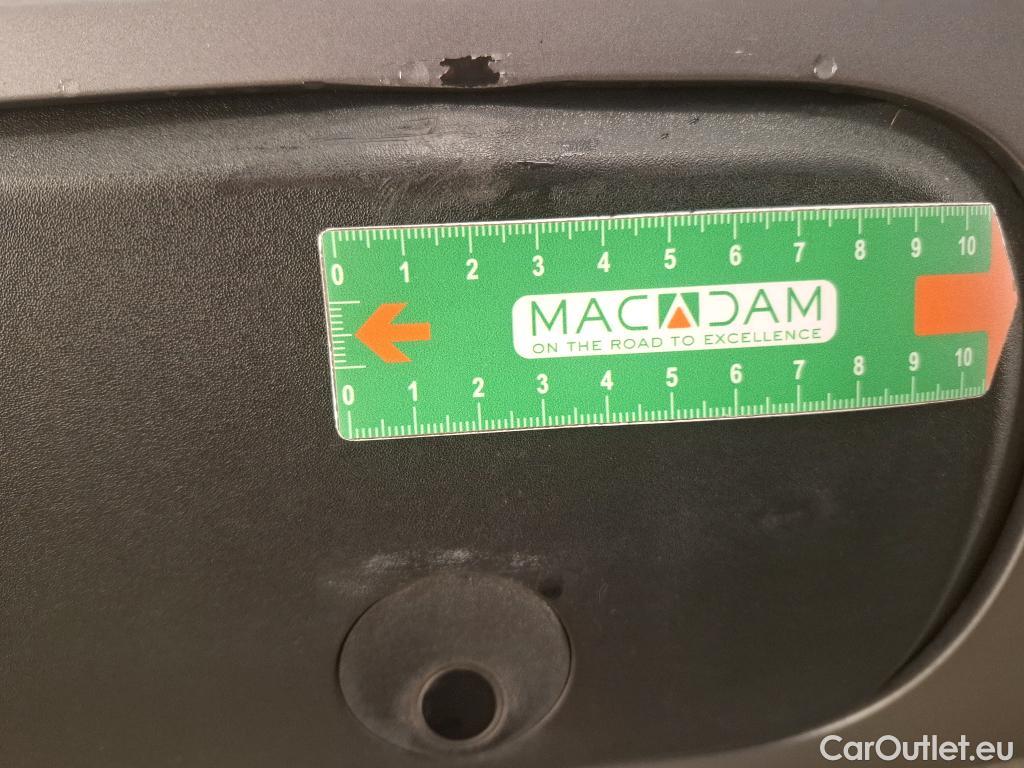 0 1 2 3 4 5 6 7 8 9 10
MACADAM
ON THE ROAD TO EXCELLENCE
0 1 2 3 4 5 6 7 8 9 10
CarOutlet.eu